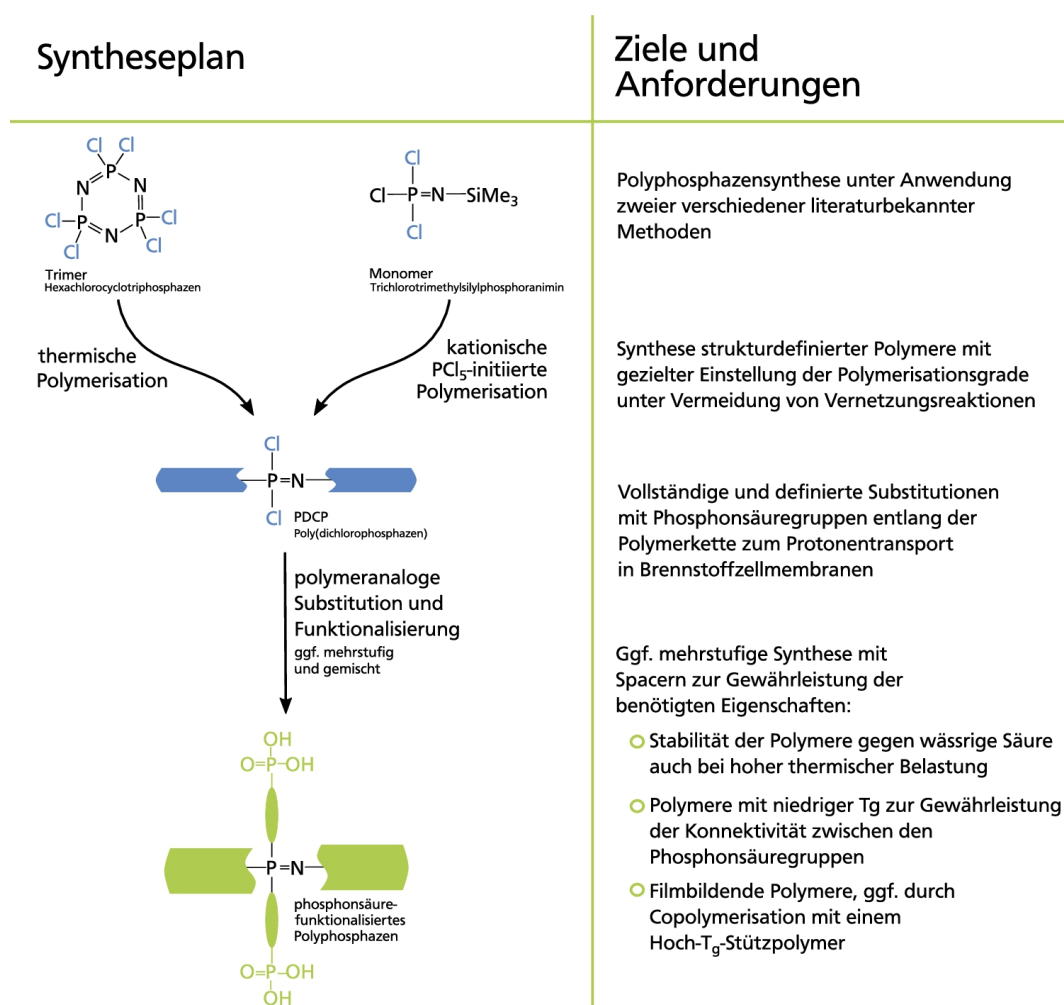 Syntheseplan
Ziele und
Anforderungen
Cl Cl
P
N N
Cl P P Cl
Cl N Cl
Trimer
Hexachlorocyclotriphosphazen
Cl
Cl P=N SiMe3
Cl
Monomer
Trichlorotrimethylsilylphosphoranimin
Polyphosphazensynthese unter Anwendung
zweier verschiedener literaturbekannter
Methoden
thermische
Polymerisation
kationische
PCl5-initiierte
Polymerisation
Synthese strukturdefinierter Polymere mit
gezielter Einstellung der Polymerisationsgrade
unter Vermeidung von Vernetzungsreaktionen
Cl
P=N
Cl
PDCP
Poly(dichlorophosphazen)
Vollständige und definierte Substitutionen
mit Phosphonsäuregruppen entlang der
Polymerkette zum Protonentransport
in Brennstoffzellmembranen
polymeranaloge
Substitution und
Funktionalisierung
ggf. mehrstufig
und gemischt
Ggf. mehrstufige Synthese mit
Spacern zur Gewährleistung der
benötigten Eigenschaften:
Stabilität der Polymere gegen wässrige Säure
auch bei hoher thermischer Belastung
Polymere mit niedriger Tg zur Gewährleistung
der Konnektivität zwischen den
Phosphonsäuregruppen
Filmbildende Polymere, ggf. durch
Copolymerisation mit einem
Hoch-Tg-Stützpolymer
OH
O=P-OH
P=N
phosphonsäure-
funktionalisiertes
Polyphosphazen
O=P-OH
OH